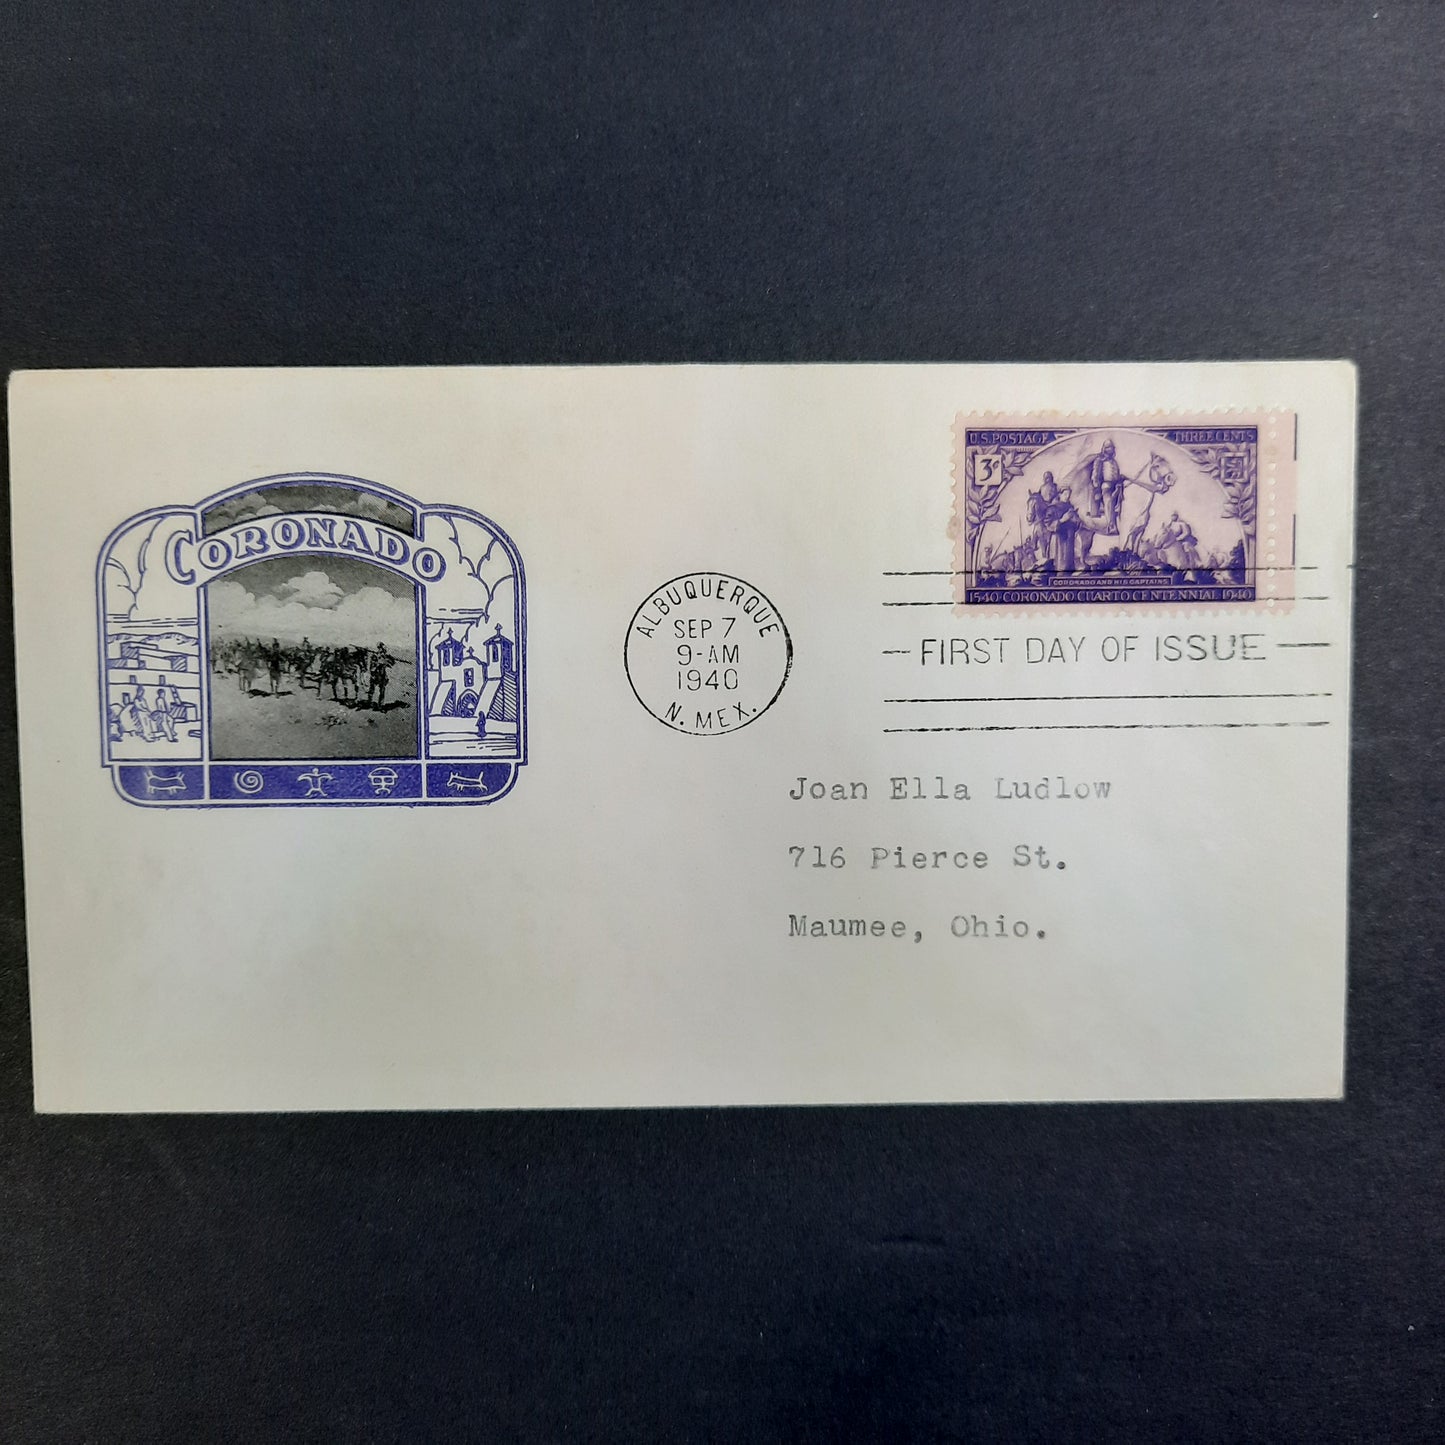 CORONADO
U.S. POSTAGE THREE CENTS
3¢
CORONADO AND HIS CAPTAINS
1540·CORONADO CUARTO CENTENNIAL 1940
ALBUQUERQUE
SEP 7
9-AM
1940
N. MEX.
FIRST DAY OF ISSUE
Joan Ella Ludlow
716 Pierce St.
Maumee, Ohio.